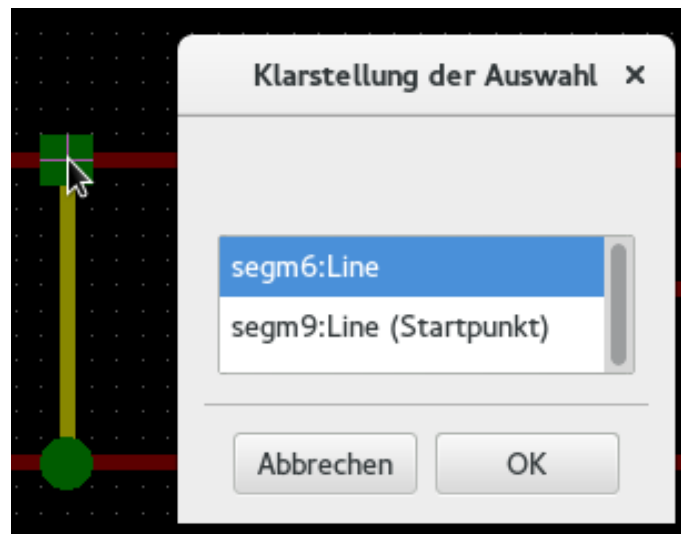 Klarstellung der Auswahl ×
segm6:Line
segm9:Line (Startpunkt)
Abbrechen
OK